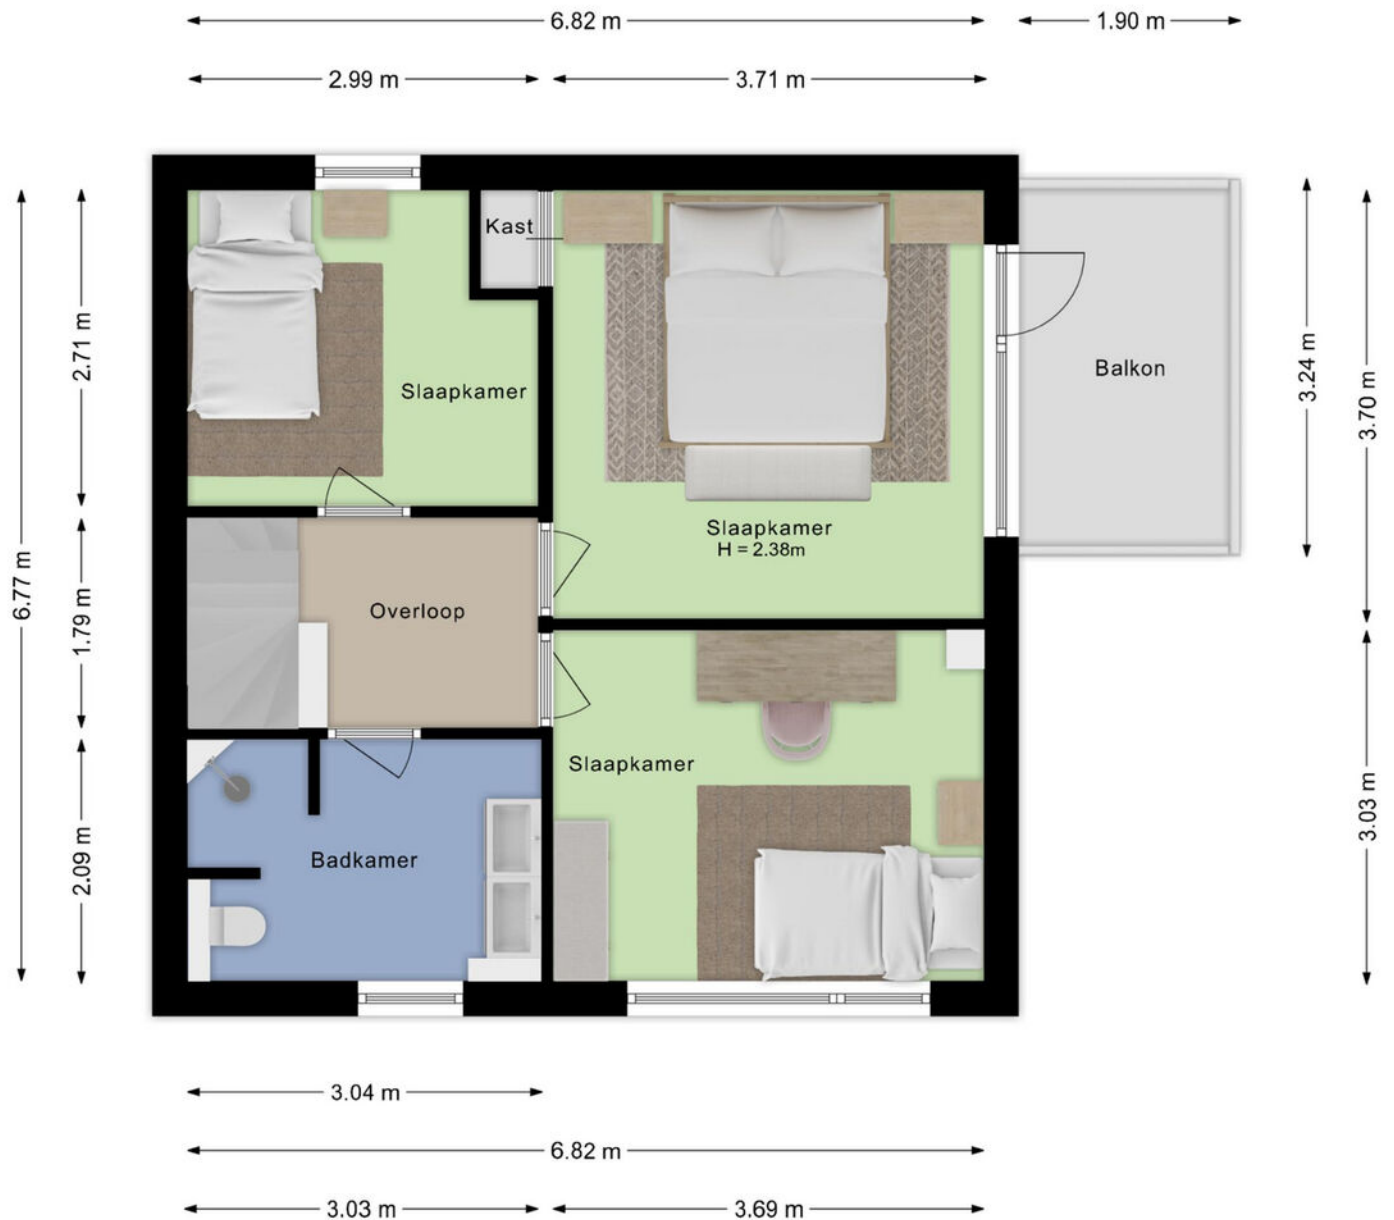 6.82 m
1.90 m
2.99 m
3.71 m
Kast
2.71 m
3.24 m
3.70 m
Balkon
Slaapkamer
Slaapkamer
H = 2.38m
6.77 m
1.79 m
Overloop
Slaapkamer
3.03 m
2.09 m
Badkamer
3.04 m
6.82 m
3.03 m
3.69 m